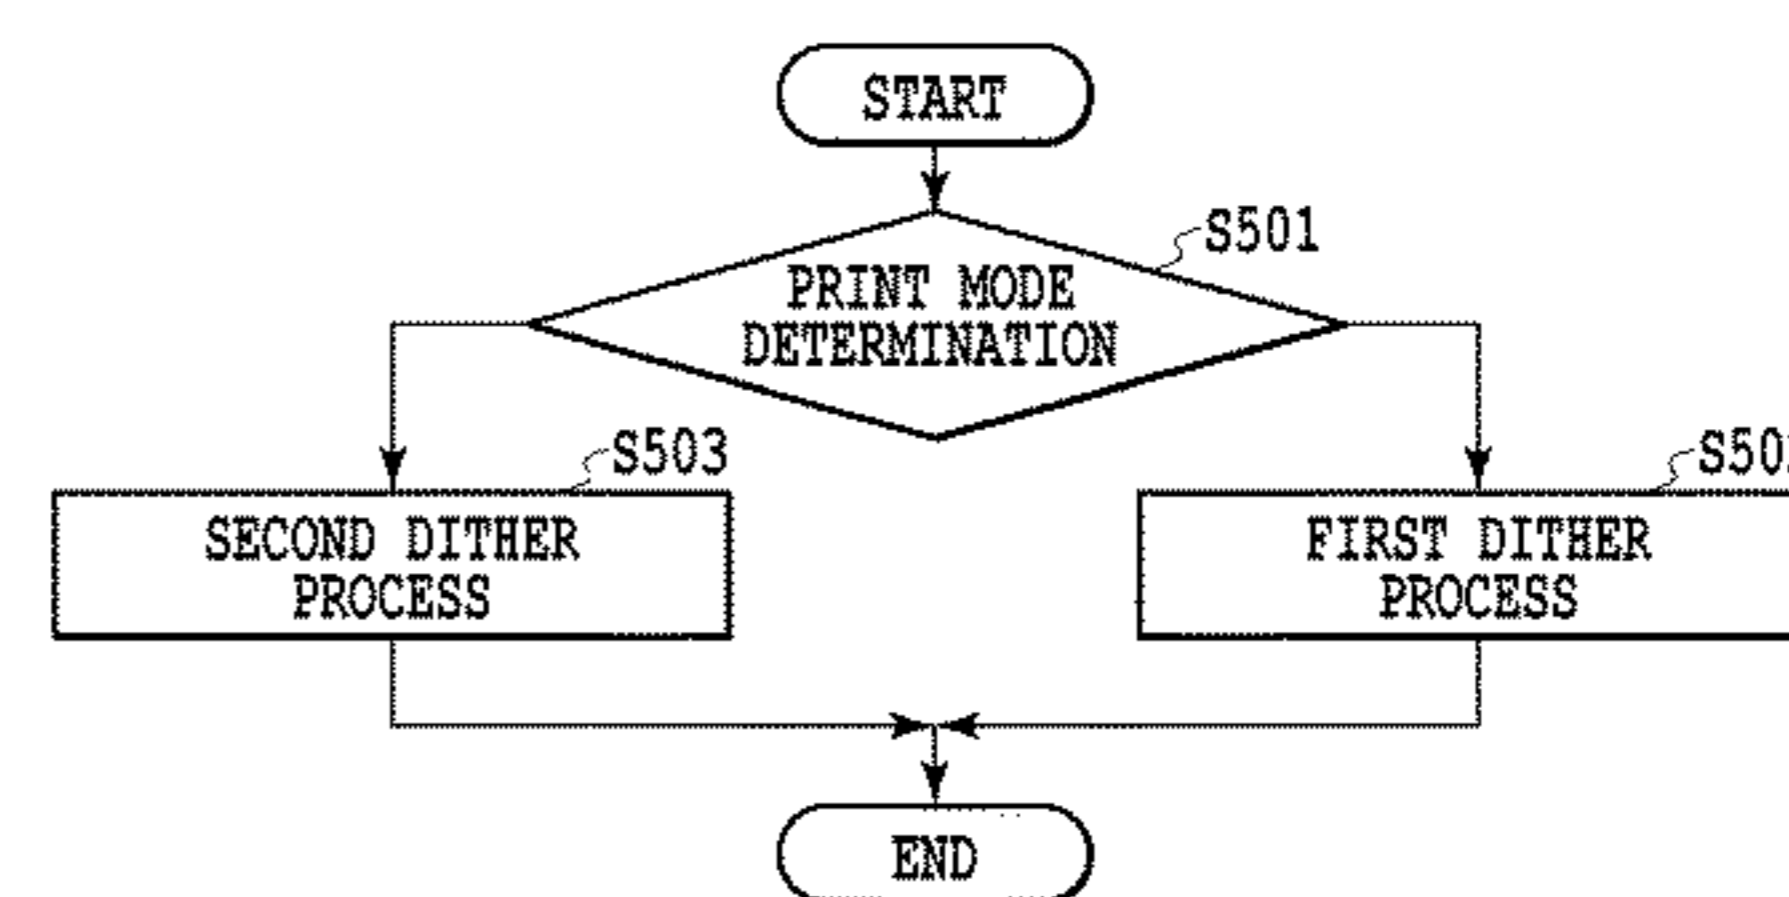 START
S501
PRINT MODE
DETERMINATION
S503
SECOND DITHER
PROCESS
FIRST DITHER
PROCESS
END